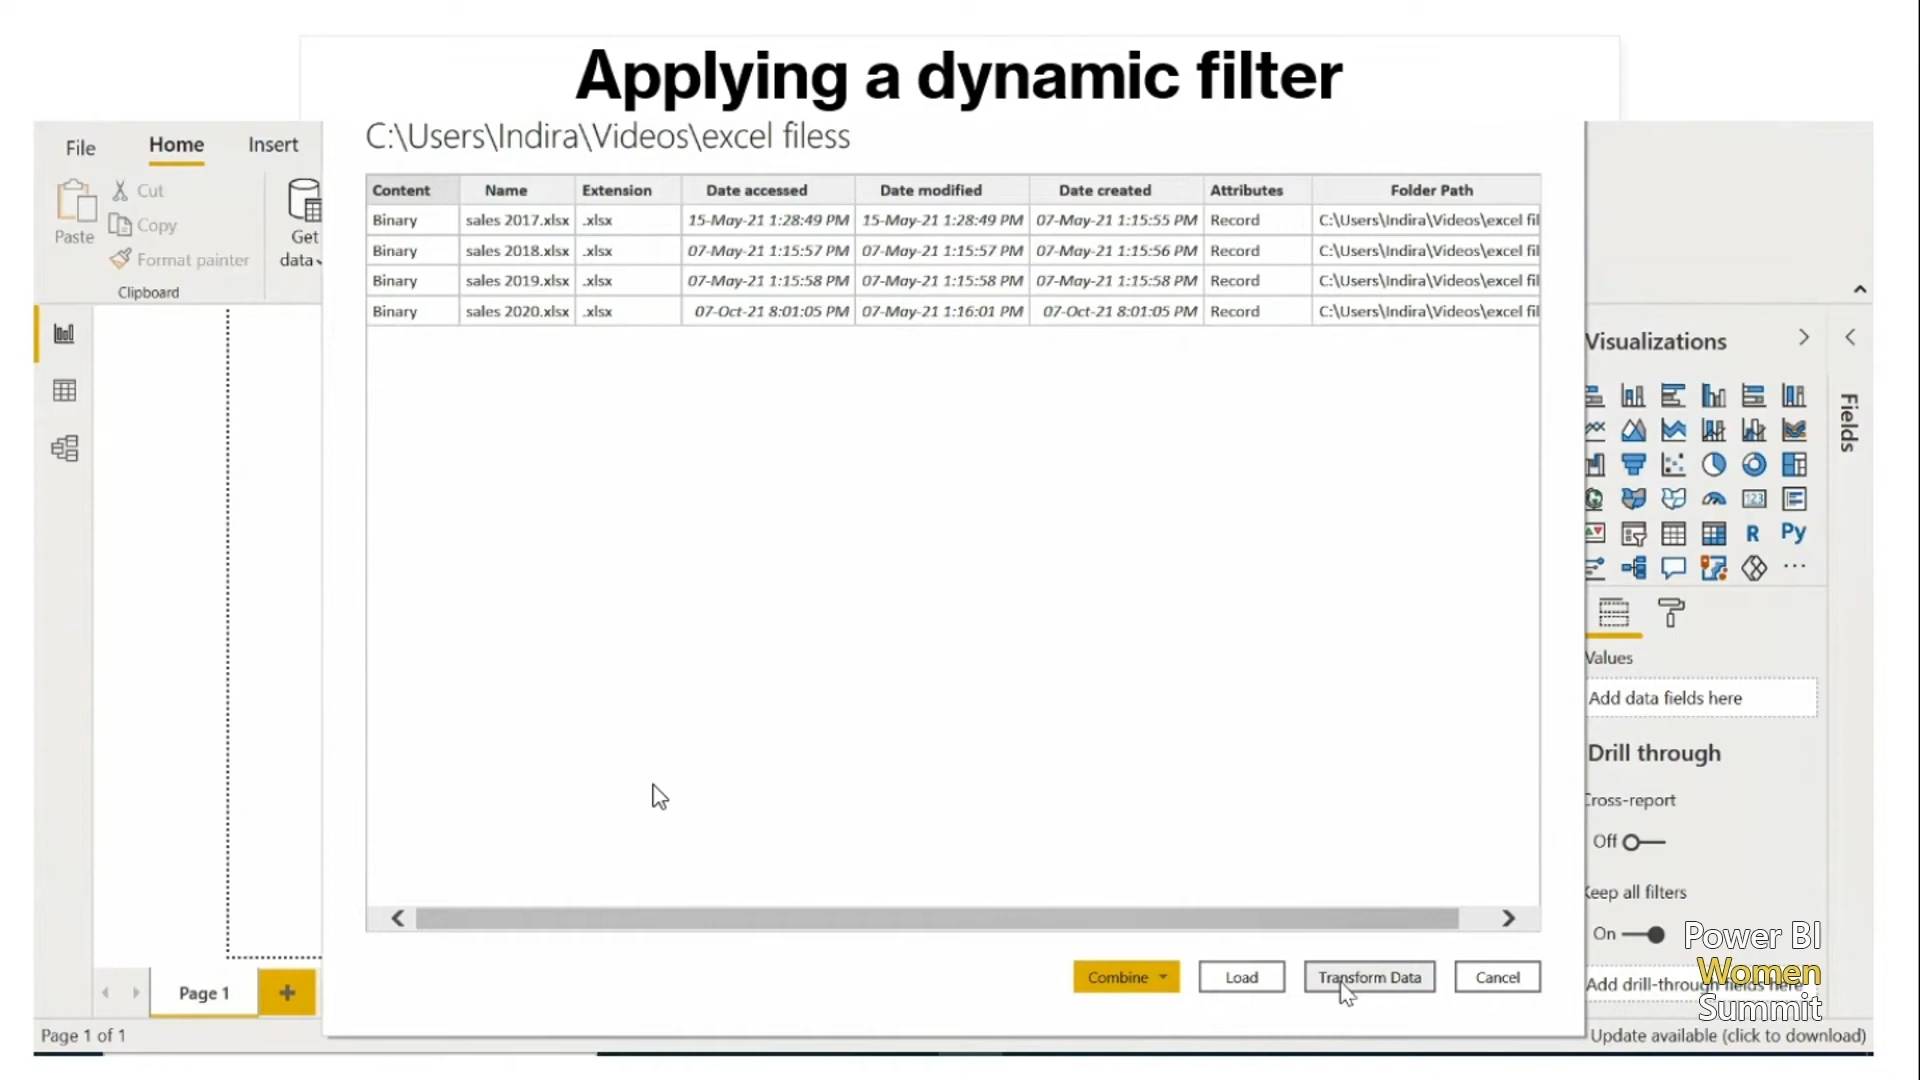 Applying a dynamic filter
File Home Insert
C:\Users\Indira\Videos\excel filess
Cut
Copy
Paste
Format painter
Clipboard
Get
data
Content Name Extension Date accessed Date modified Date created Attributes Folder Path
Binary sales 2017.xlsx .xlsx 15-May-21 1:28:49 PM 15-May-21 1:28:49 PM 07-May-21 1:15:55 PM Record C:\Users\Indira\Videos\excel fil
Binary sales 2018.xlsx .xlsx 07-May-21 1:15:57 PM 07-May-21 1:15:57 PM 07-May-21 1:15:56 PM Record C:\Users\Indira\Videos\excel fil
Binary sales 2019.xlsx .xlsx 07-May-21 1:15:58 PM 07-May-21 1:15:58 PM 07-May-21 1:15:58 PM Record C:\Users\Indira\Videos\excel fil
Binary sales 2020.xlsx .xlsx 07-Oct-21 8:01:05 PM 07-May-21 1:16:01 PM 07-Oct-21 8:01:05 PM Record C:\Users\Indira\Videos\excel fil
Combine Load Transform Data Cancel
Visualizations
Fields
123
R Py
Values
Add data fields here
Drill through
Cross-report
Off
Keep all filters
On
Add drill-through fields here
Power BI
Women
Summit
Page 1
Page 1 of 1
Update available (click to download)